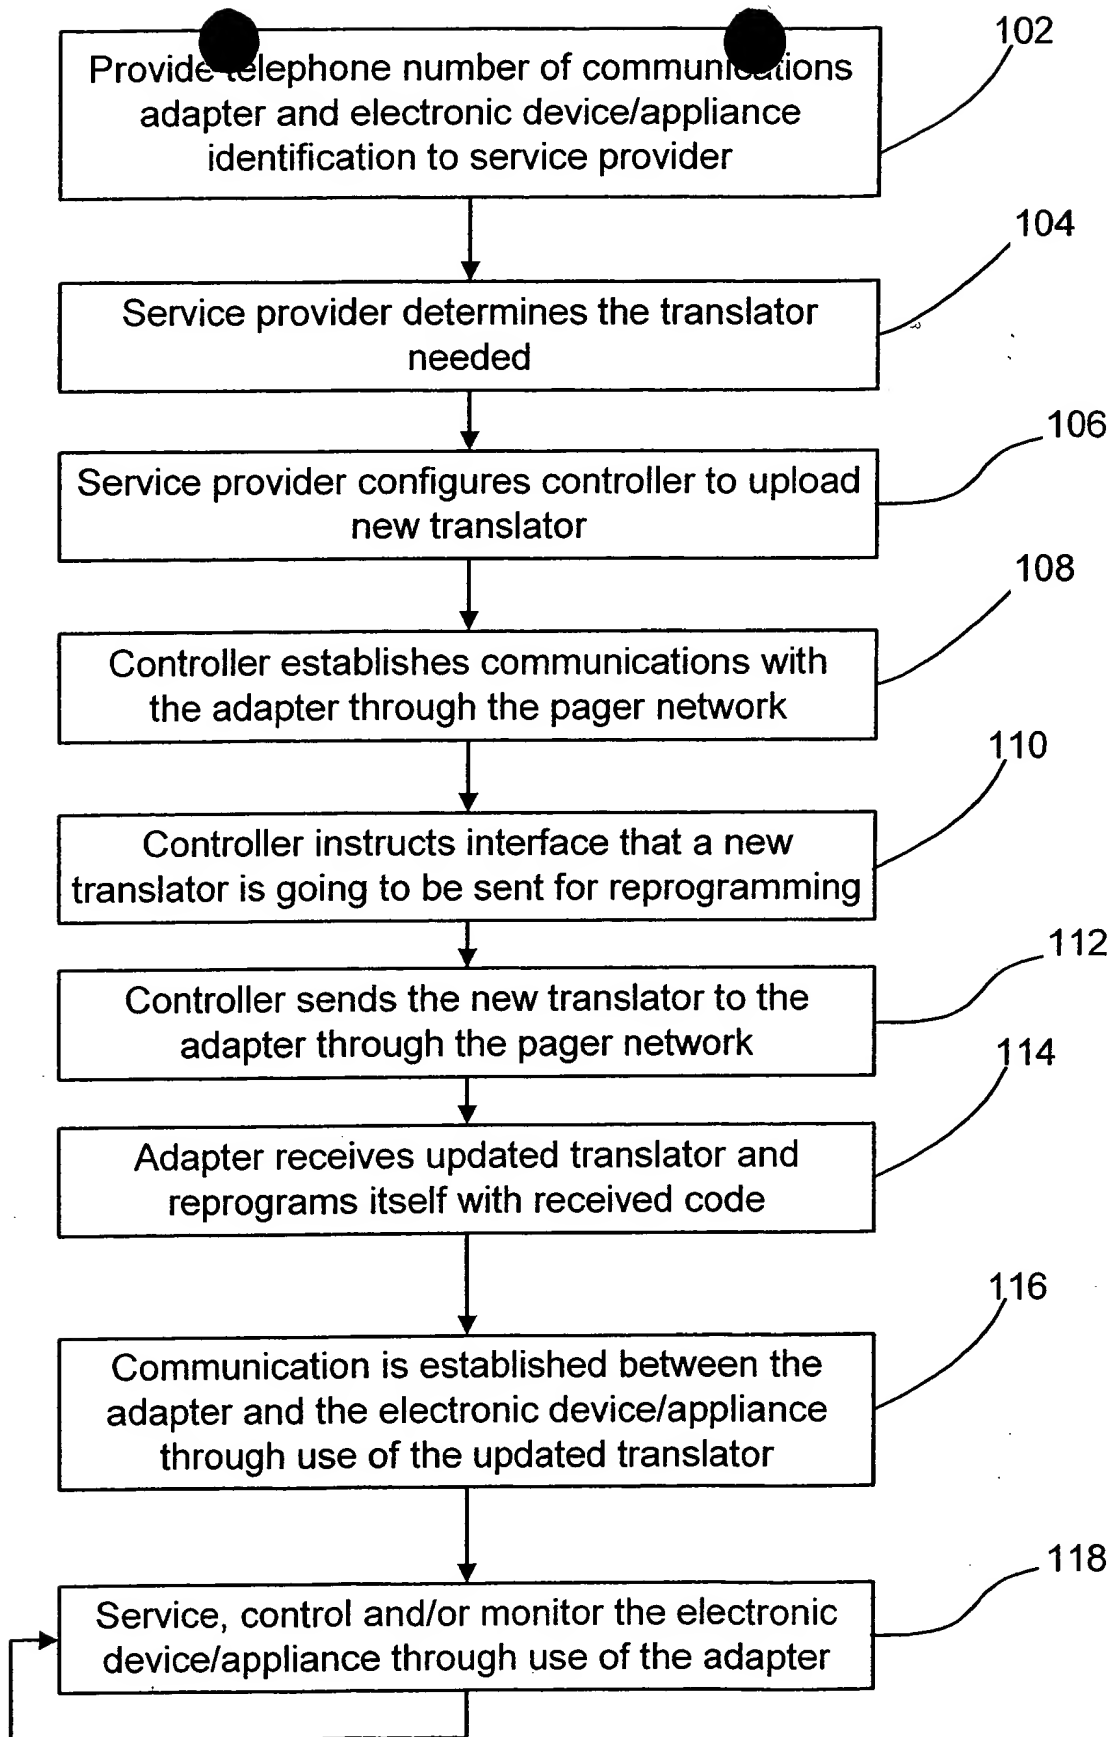 102
Provide telephone number of communications
adapter and electronic device/appliance
identification to service provider
104
Service provider determines the translator
needed
106
Service provider configures controller to upload
new translator
108
Controller establishes communications with
the adapter through the pager network
110
Controller instructs interface that a new
translator is going to be sent for reprogramming
112
Controller sends the new translator to the
adapter through the pager network
114
Adapter receives updated translator and
reprograms itself with received code
116
Communication is established between the
adapter and the electronic device/appliance
through use of the updated translator
118
Service, control and/or monitor the electronic
device/appliance through use of the adapter